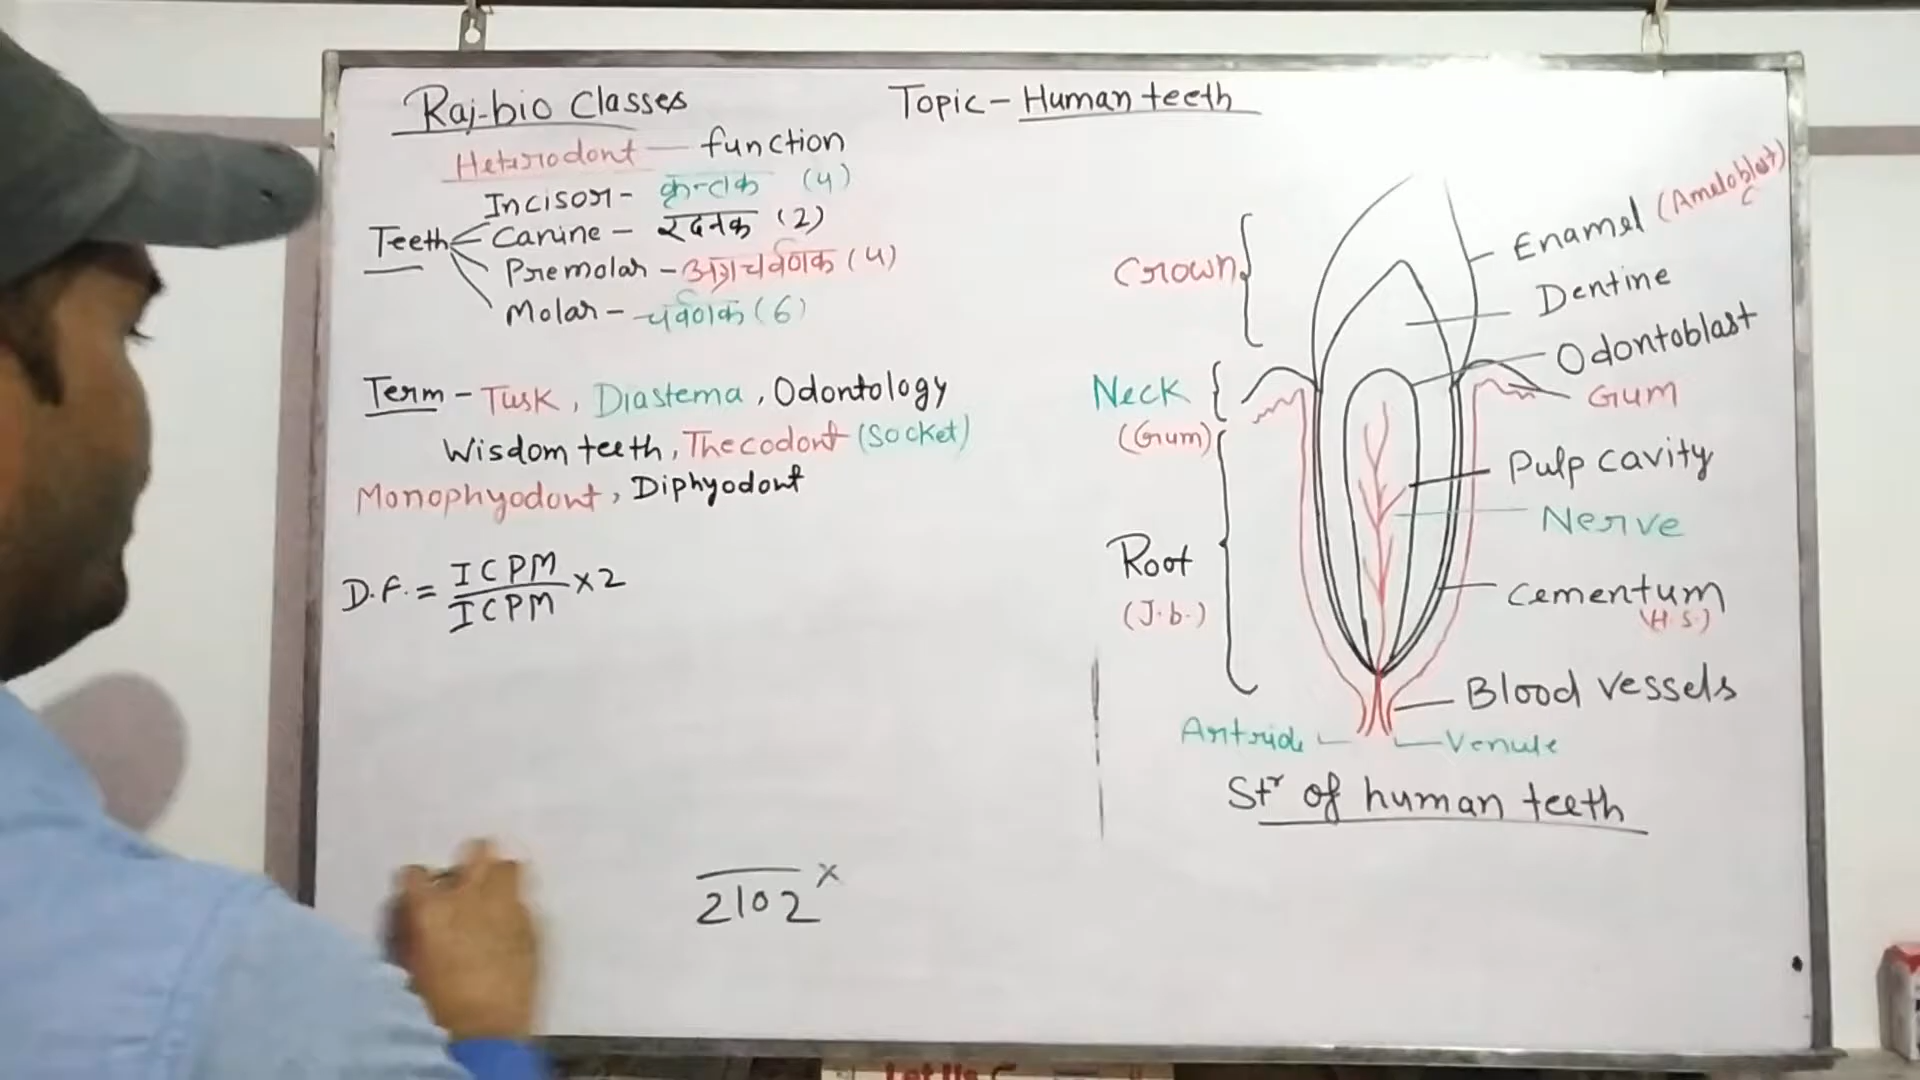 Raj-bio Classes
Topic - Human teeth
Heterodont — function
Teeth
Incisor - कृन्तक (4)
Canine - रदनक (2)
Premolar - अग्रचर्वणक (4)
Molar - चर्वणक (6)
Term - Tusk, Diastema, Odontology
Wisdom teeth, Thecodont (Socket)
Monophyodont, Diphyodont
D.F. = ICPM / ICPM × 2
2102 ×
Crown
Neck
(Gum)
Root
(J.b.)
Enamel (Ameloblast)
Dentine
Odontoblast
Gum
Pulp cavity
Nerve
Cementum
(H.S.)
Blood vessels
Venule
Str of human teeth